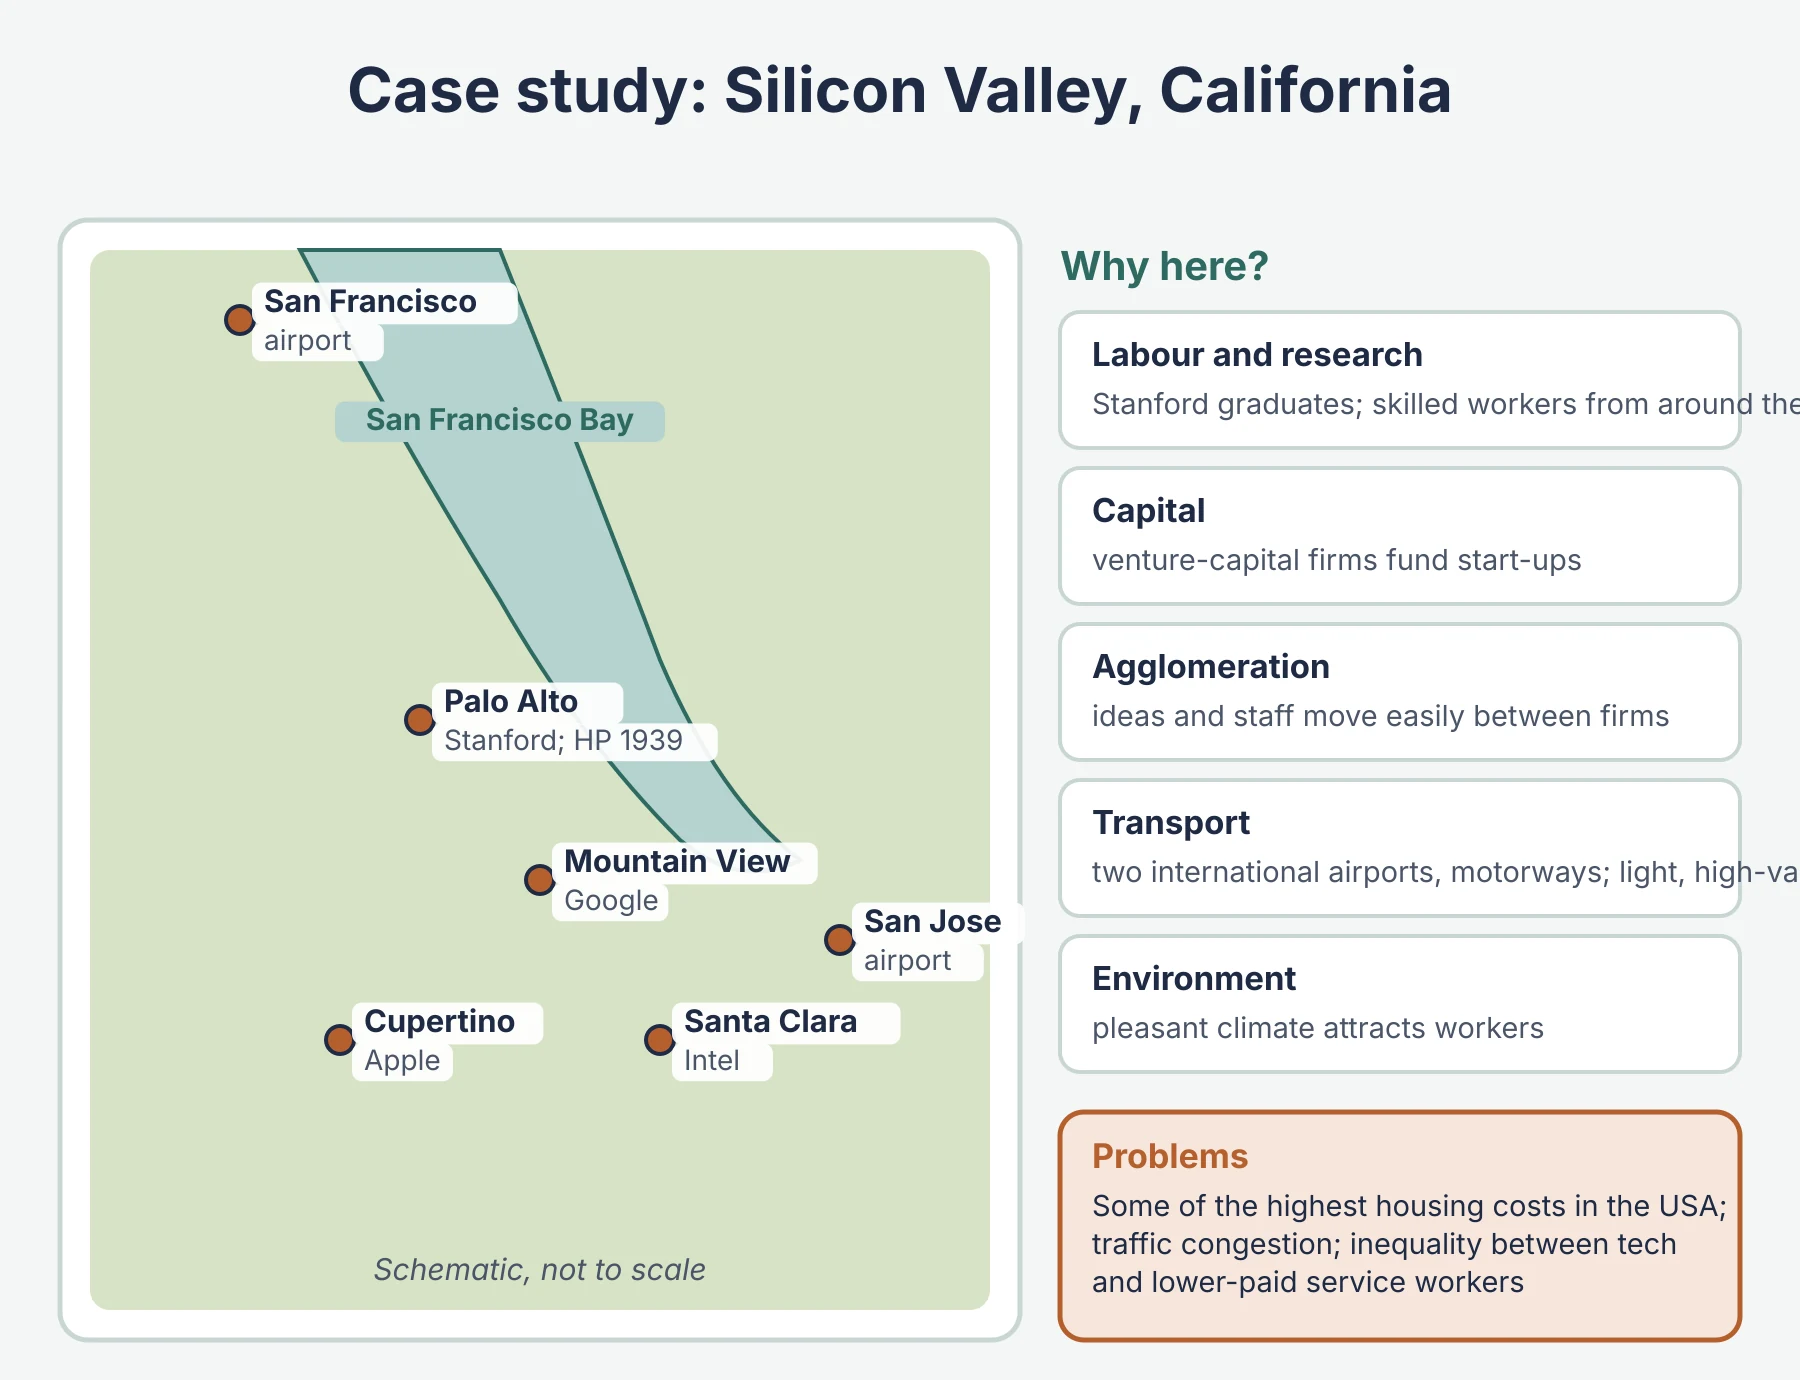 Case study: Silicon Valley, California
San Francisco
airport
San Francisco Bay
Palo Alto
Stanford; HP 1939
Mountain View
Google
San Jose
airport
Cupertino
Apple
Santa Clara
Intel
Schematic, not to scale
Why here?
Labour and research
Stanford graduates; skilled workers from around the
Capital
venture-capital firms fund start-ups
Agglomeration
ideas and staff move easily between firms
Transport
two international airports, motorways; light, high-va
Environment
pleasant climate attracts workers
Problems
Some of the highest housing costs in the USA;
traffic congestion; inequality between tech
and lower-paid service workers